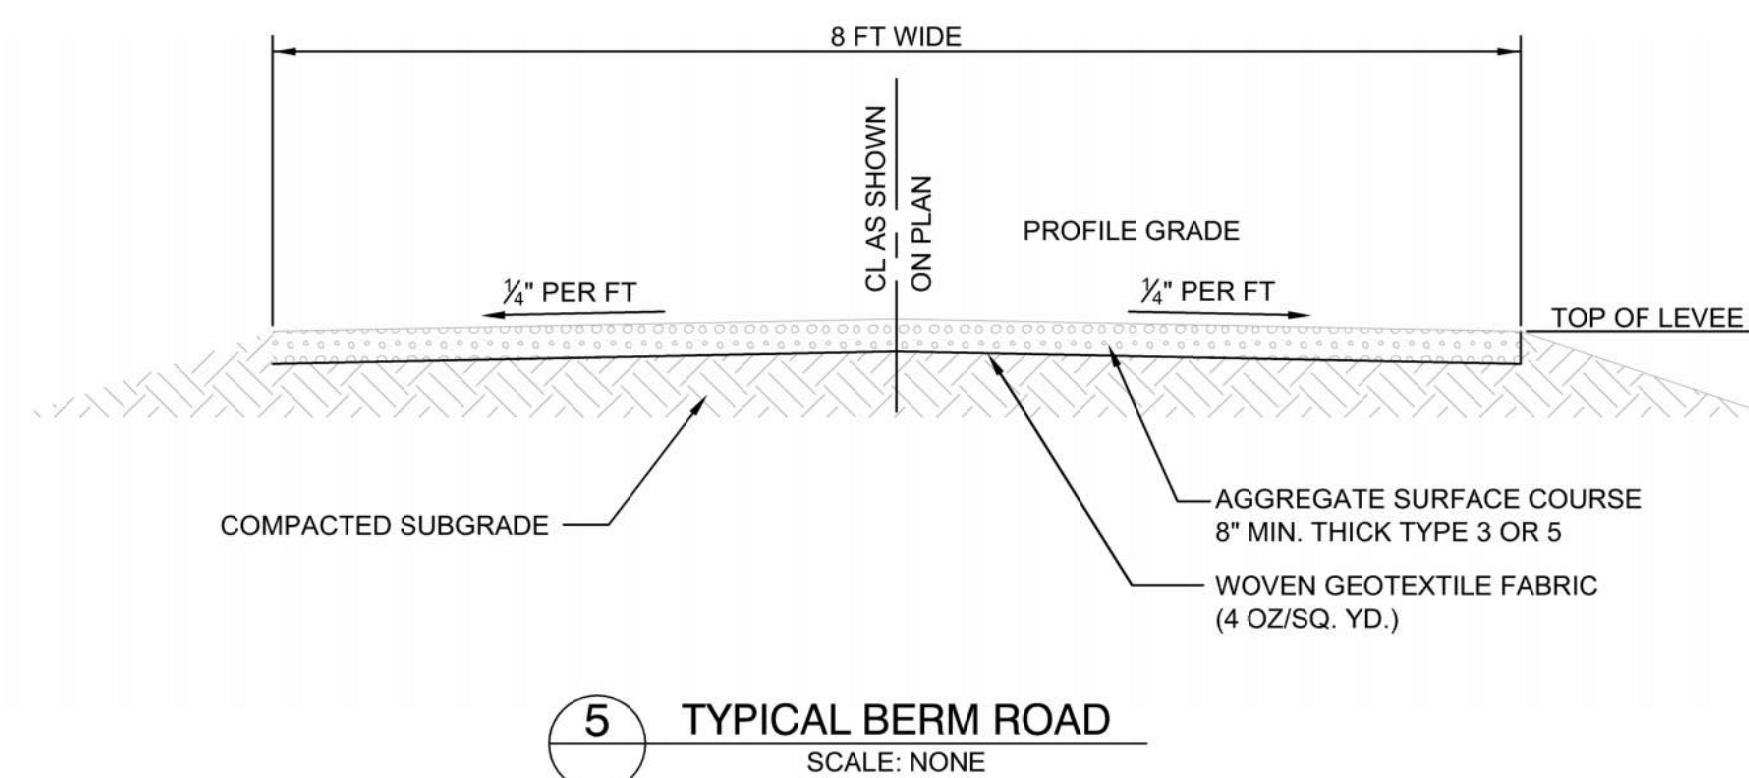 8 FT WIDE
CL AS SHOWN
ON PLAN
PROFILE GRADE
¼" PER FT
¼" PER FT
TOP OF LEVEE
COMPACTED SUBGRADE
AGGREGATE SURFACE COURSE
8" MIN. THICK TYPE 3 OR 5
WOVEN GEOTEXTILE FABRIC
(4 OZ/SQ. YD.)
5
TYPICAL BERM ROAD
SCALE: NONE